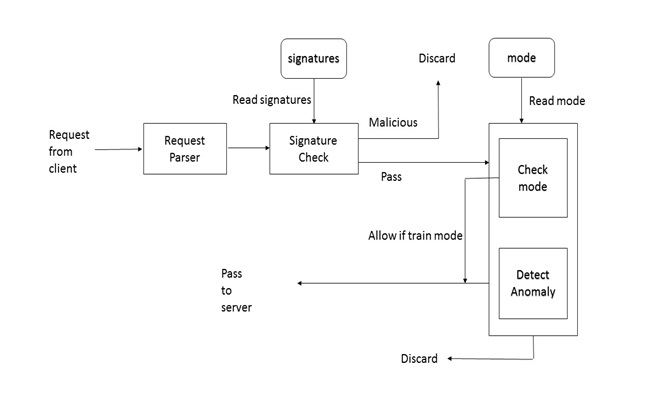 signatures
Discard
mode
Read signatures
Read mode
Malicious
Request
from
client
Request
Parser
Signature
Check
Pass
Check
mode
Allow if train mode
Pass
to
server
Detect
Anomaly
Discard